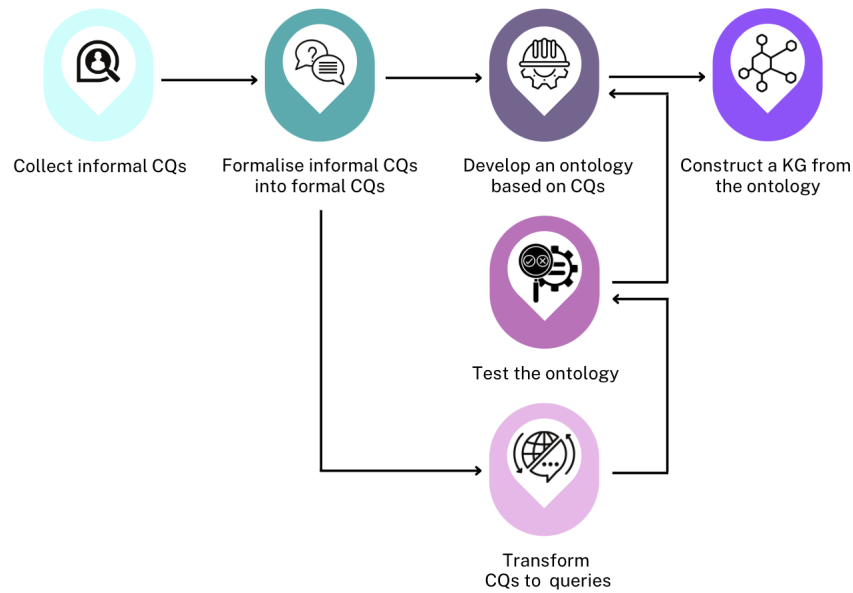 Collect informal CQs
Formalise informal CQs
into formal CQs
Develop an ontology
based on CQs
Construct a KG from
the ontology
Test the ontology
Transform
CQs to queries